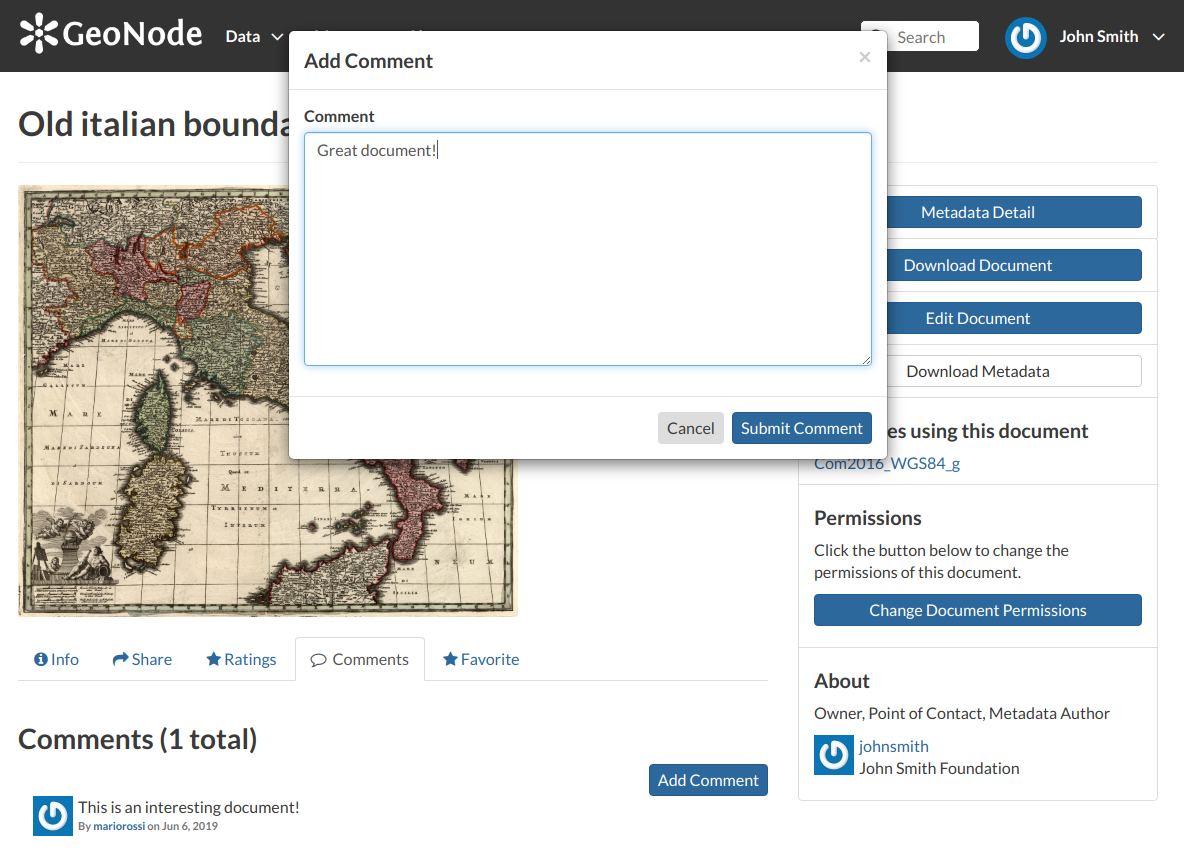 GeoNode
Data
Search
John Smith
Add Comment
×
Old italian bounda
Comment
Great document!
Metadata Detail
Download Document
Edit Document
Download Metadata
Cancel
Submit Comment
es using this document
Com2016_WGS84_g
MEDITERRA
NEUM
SICILIA
Permissions
Click the button below to change the
permissions of this document.
Change Document Permissions
Info
Share
Ratings
Comments
Favorite
About
Owner, Point of Contact, Metadata Author
johnsmith
John Smith Foundation
Comments (1 total)
Add Comment
This is an interesting document!
By mariorossi on Jun 6, 2019